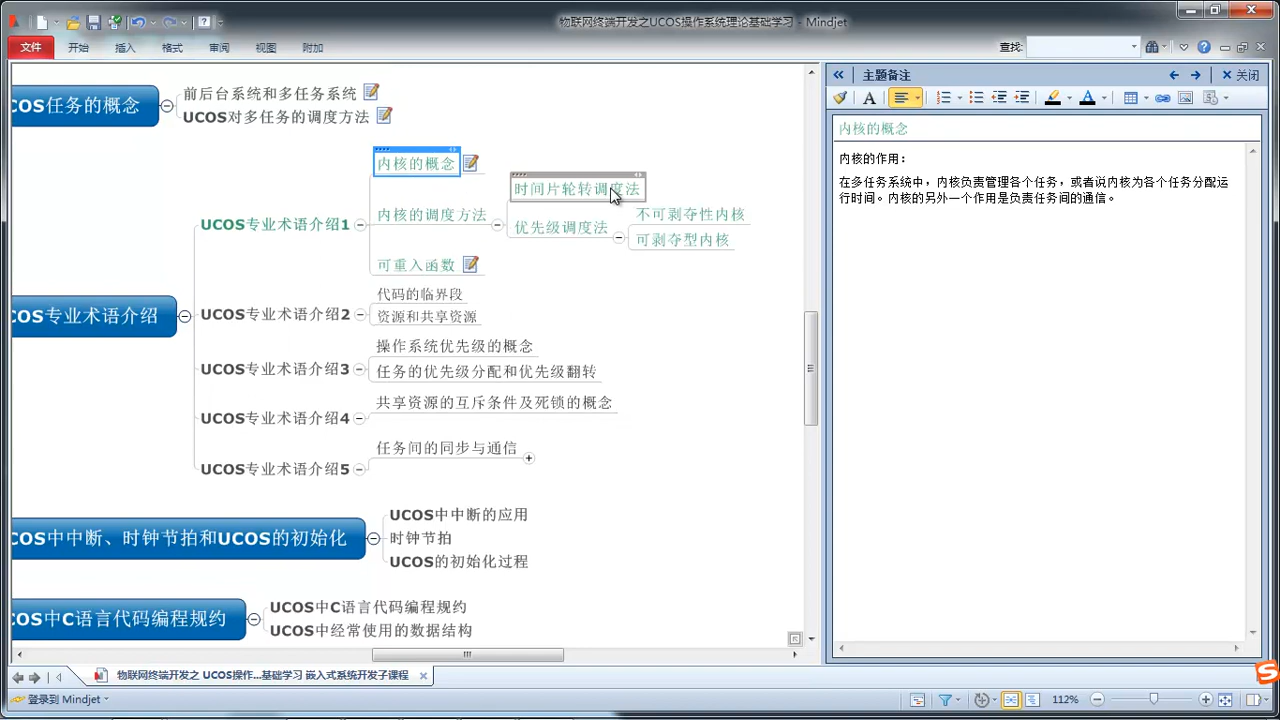 物联网终端开发之UCOS操作系统理论基础学习 - Mindjet
文件 开始 插入 格式 审阅 视图 附加
查找:
COS任务的概念
前后台系统和多任务系统
UCOS对多任务的调度方法
内核的概念
时间片轮转调度法
内核的调度方法
不可剥夺性内核
UCOS专业术语介绍1
优先级调度法
可剥夺型内核
可重入函数
COS专业术语介绍
代码的临界段
UCOS专业术语介绍2
资源和共享资源
操作系统优先级的概念
UCOS专业术语介绍3
任务的优先级分配和优先级翻转
共享资源的互斥条件及死锁的概念
UCOS专业术语介绍4
任务间的同步与通信
UCOS专业术语介绍5
COS中中断、时钟节拍和UCOS的初始化
UCOS中中断的应用
时钟节拍
UCOS的初始化过程
COS中C语言代码编程规约
UCOS中C语言代码编程规约
UCOS中经常使用的数据结构
主题备注
关闭
内核的概念
内核的作用:
在多任务系统中，内核负责管理各个任务，或者说内核为各个任务分配运
行时间。内核的另外一个作用是负责任务间的通信。
物联网终端开发之 UCOS操作...基础学习 嵌入式系统开发子课程
登录到 Mindjet
112%